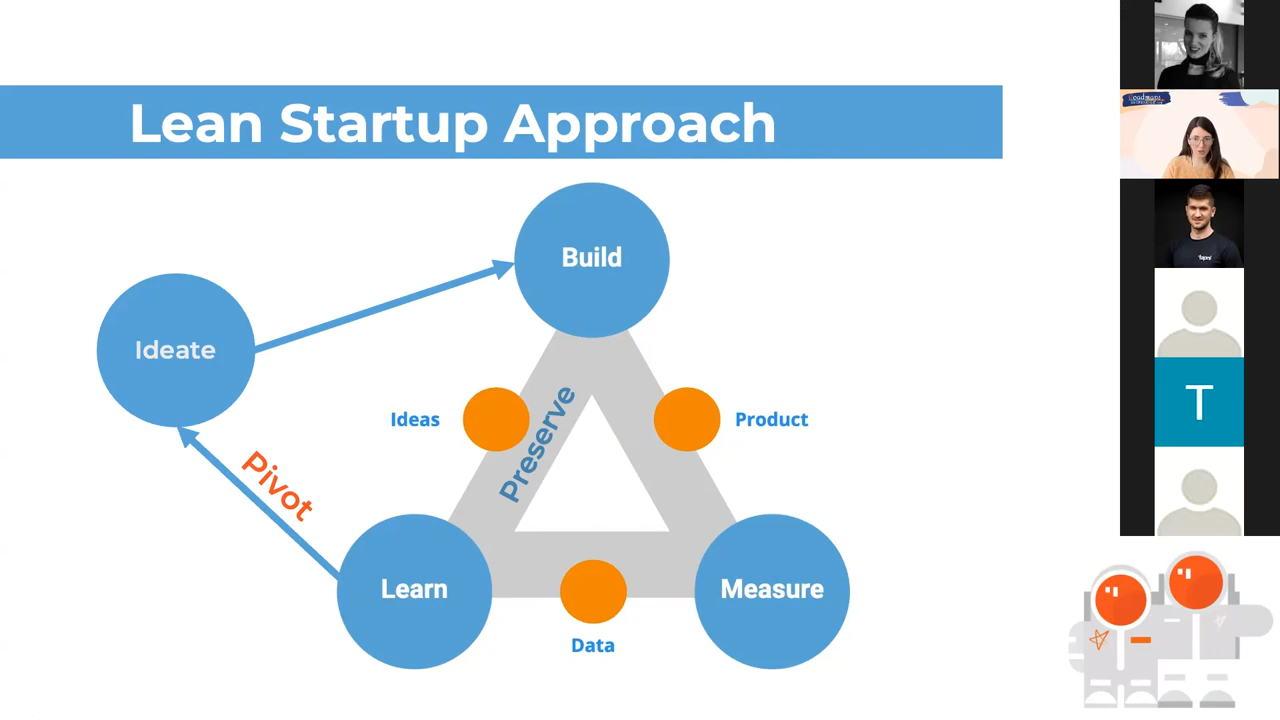 Lean Startup Approach
Build
Ideate
Ideas
Preserve
Product
Pivot
Learn
Measure
Data
T